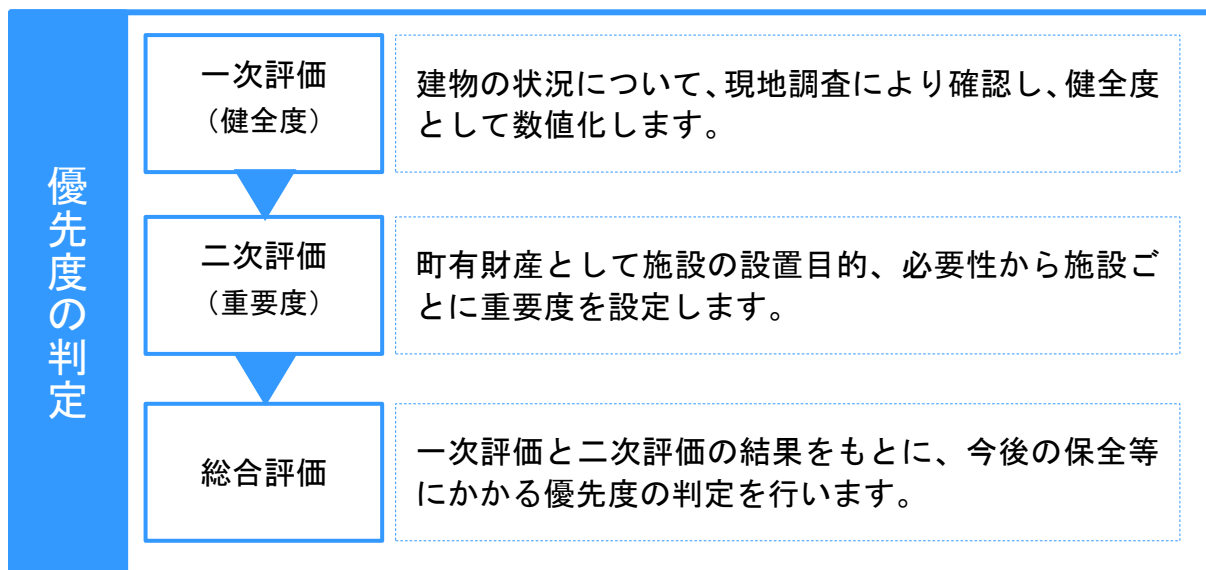 優先度の判定
一次評価
(健全度)
建物の状況について、現地調査により確認し、健全度
として数値化します。
二次評価
(重要度)
町有財産として施設の設置目的、必要性から施設ご
とに重要度を設定します。
総合評価
一次評価と二次評価の結果をもとに、今後の保全等
にかかる優先度の判定を行います。